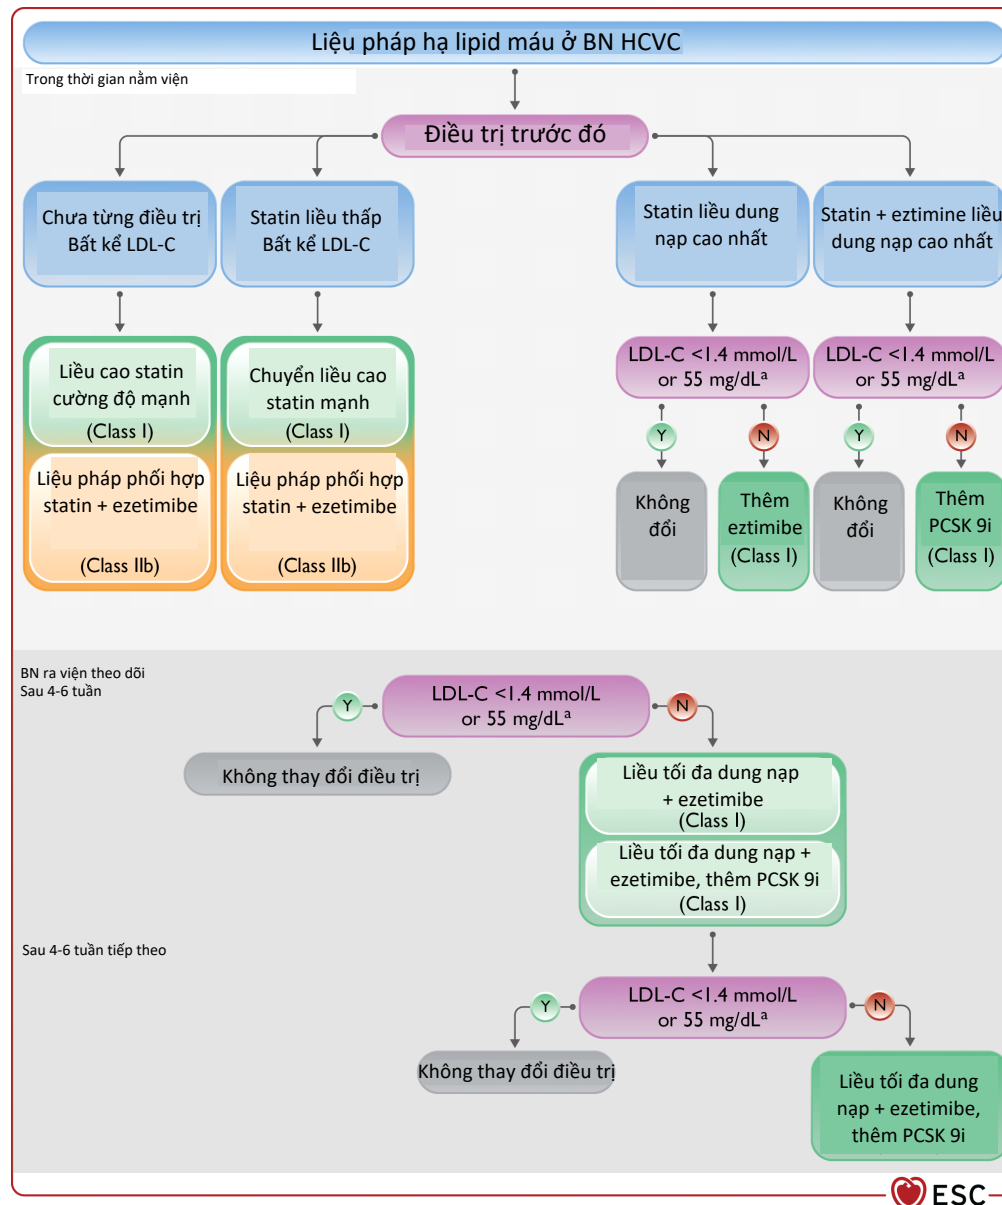 Liệu pháp hạ lipid máu ở BN HCVC
Trong thời gian nằm viện
Điều trị trước đó
Chưa từng điều trị
Bất kể LDL-C
Statin liều thấp
Bất kể LDL-C
Statin liều dung
nạp cao nhất
Statin + eztimine liều
dung nạp cao nhất
Liều cao statin
cường độ mạnh
(Class I)
Liệu pháp phối hợp
statin + ezetimibe
(Class IIb)
Chuyển liều cao
statin mạnh
(Class I)
Liệu pháp phối hợp
statin + ezetimibe
(Class IIb)
LDL-C <1.4 mmol/L
or 55 mg/dLᵃ
LDL-C <1.4 mmol/L
or 55 mg/dLᵃ
Y
N
Y
N
Không
đổi
Thêm
eztimibe
(Class I)
Không
đổi
Thêm
PCSK 9i
(Class I)
BN ra viện theo dõi
Sau 4-6 tuần
LDL-C <1.4 mmol/L
or 55 mg/dLᵃ
Y
N
Không thay đổi điều trị
Liều tối đa dung nạp
+ ezetimibe
(Class I)
Liều tối đa dung nạp +
ezetimibe, thêm PCSK 9i
(Class I)
Sau 4-6 tuần tiếp theo
LDL-C <1.4 mmol/L
or 55 mg/dLᵃ
Y
N
Không thay đổi điều trị
Liều tối đa dung
nạp + ezetimibe,
thêm PCSK 9i
ESC